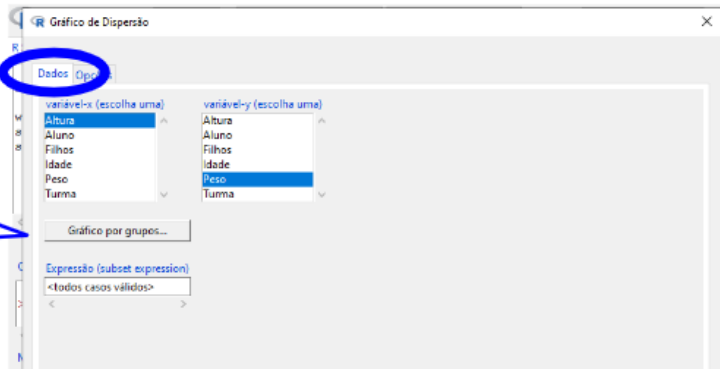 Gráfico de Dispersão
Dados
variável-x (escolha uma) variável-y (escolha uma)
Altura Altura
Aluno Aluno
Filhos Filhos
Idade Idade
Peso Peso
Turma Turma
Gráfico por grupos...
Expressão (subset expression)
<todos casos válidos>